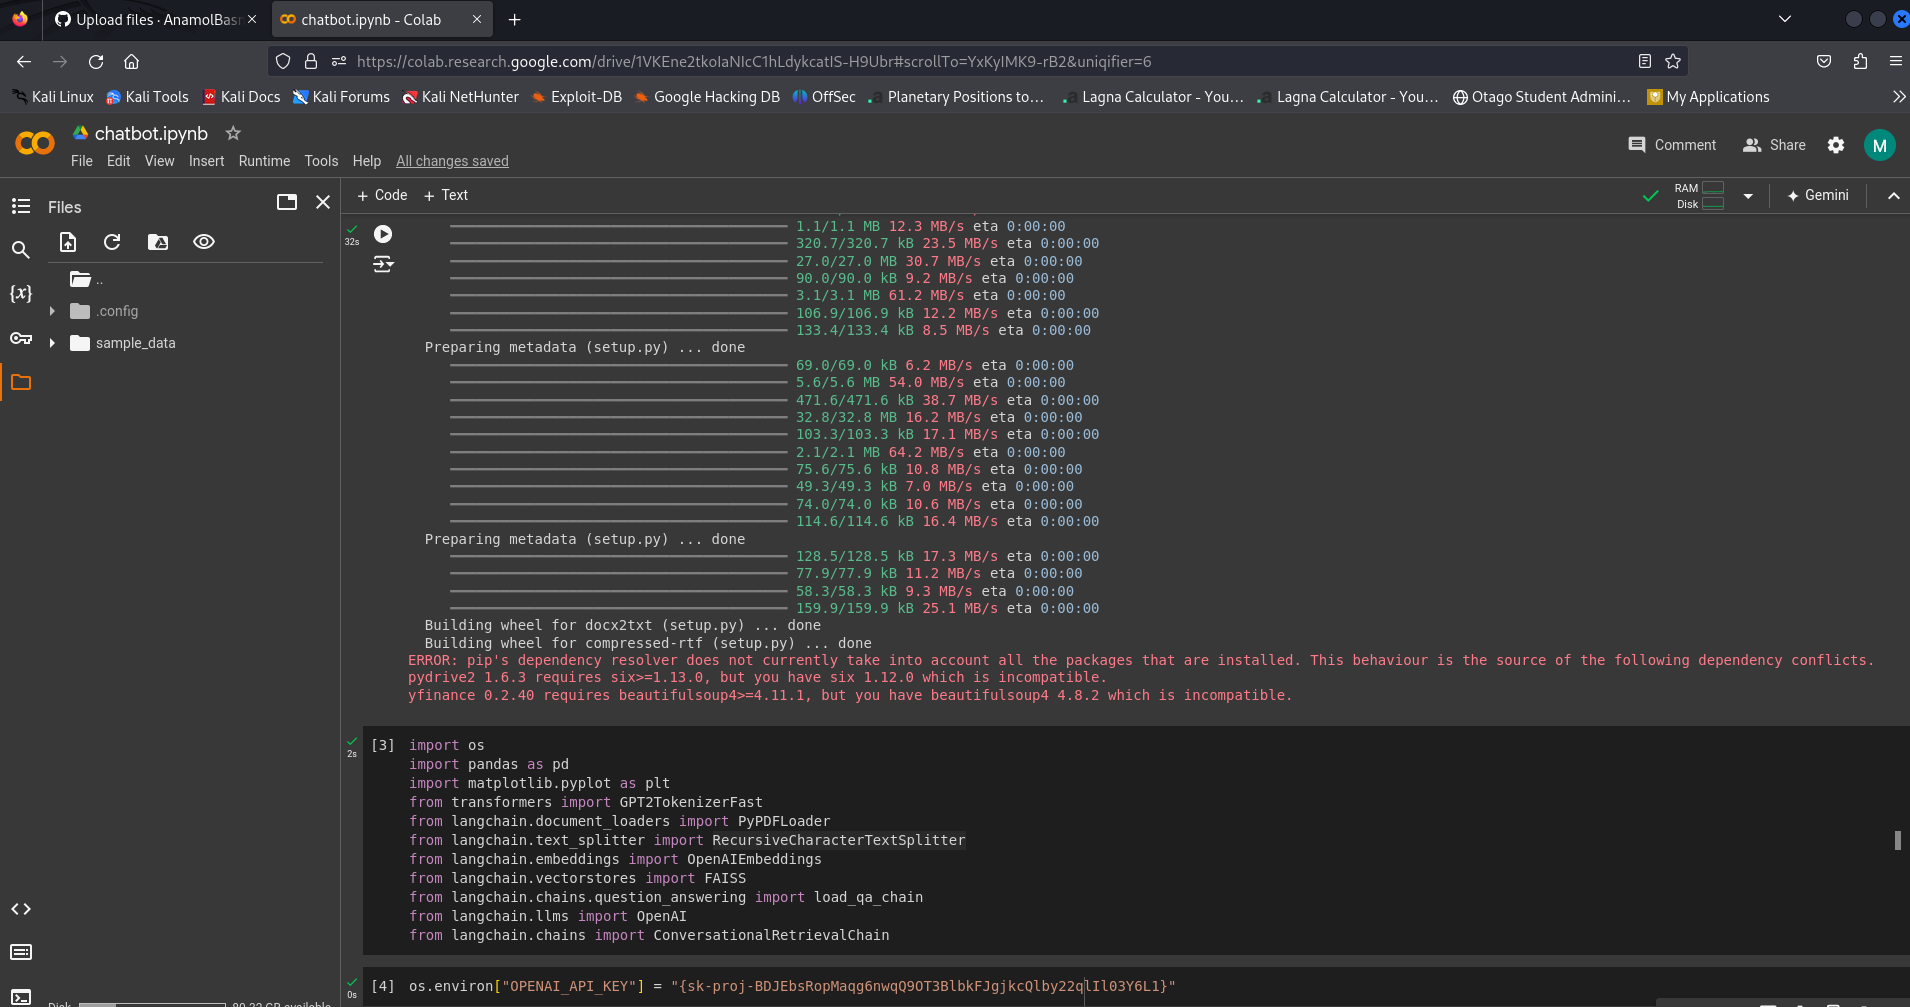 Upload files · AnamolBasn
chatbot.ipynb - Colab
https://colab.research.google.com/drive/1VKEne2tkoIaNIcC1hLdykcatIS-H9Ubr#scrollTo=YxKyIMK9-rB2&uniqifier=6
Kali Linux Kali Tools Kali Docs Kali Forums Kali NetHunter Exploit-DB Google Hacking DB OffSec Planetary Positions to… Lagna Calculator - You… Lagna Calculator - You… Otago Student Admini… My Applications
chatbot.ipynb
File Edit View Insert Runtime Tools Help All changes saved
Comment Share M
Files
+ Code + Text
RAM
Disk
Gemini
..
.config
sample_data
{x}
32s
1.1/1.1 MB 12.3 MB/s eta 0:00:00
320.7/320.7 kB 23.5 MB/s eta 0:00:00
27.0/27.0 MB 30.7 MB/s eta 0:00:00
90.0/90.0 kB 9.2 MB/s eta 0:00:00
3.1/3.1 MB 61.2 MB/s eta 0:00:00
106.9/106.9 kB 12.2 MB/s eta 0:00:00
133.4/133.4 kB 8.5 MB/s eta 0:00:00
Preparing metadata (setup.py) ... done
69.0/69.0 kB 6.2 MB/s eta 0:00:00
5.6/5.6 MB 54.0 MB/s eta 0:00:00
471.6/471.6 kB 38.7 MB/s eta 0:00:00
32.8/32.8 MB 16.2 MB/s eta 0:00:00
103.3/103.3 kB 17.1 MB/s eta 0:00:00
2.1/2.1 MB 64.2 MB/s eta 0:00:00
75.6/75.6 kB 10.8 MB/s eta 0:00:00
49.3/49.3 kB 7.0 MB/s eta 0:00:00
74.0/74.0 kB 10.6 MB/s eta 0:00:00
114.6/114.6 kB 16.4 MB/s eta 0:00:00
Preparing metadata (setup.py) ... done
128.5/128.5 kB 17.3 MB/s eta 0:00:00
77.9/77.9 kB 11.2 MB/s eta 0:00:00
58.3/58.3 kB 9.3 MB/s eta 0:00:00
159.9/159.9 kB 25.1 MB/s eta 0:00:00
Building wheel for docx2txt (setup.py) ... done
Building wheel for compressed-rtf (setup.py) ... done
ERROR: pip's dependency resolver does not currently take into account all the packages that are installed. This behaviour is the source of the following dependency conflicts.
pydrive2 1.6.3 requires six>=1.13.0, but you have six 1.12.0 which is incompatible.
yfinance 0.2.40 requires beautifulsoup4>=4.11.1, but you have beautifulsoup4 4.8.2 which is incompatible.
2s
[3] import os
import pandas as pd
import matplotlib.pyplot as plt
from transformers import GPT2TokenizerFast
from langchain.document_loaders import PyPDFLoader
from langchain.text_splitter import RecursiveCharacterTextSplitter
from langchain.embeddings import OpenAIEmbeddings
from langchain.vectorstores import FAISS
from langchain.chains.question_answering import load_qa_chain
from langchain.llms import OpenAI
from langchain.chains import ConversationalRetrievalChain
0s
[4] os.environ["OPENAI_API_KEY"] = "{sk-proj-BDJEbsRopMaqg6nwqQ9OT3BlbkFJgjkcQlby22qlIl03Y6L1}"